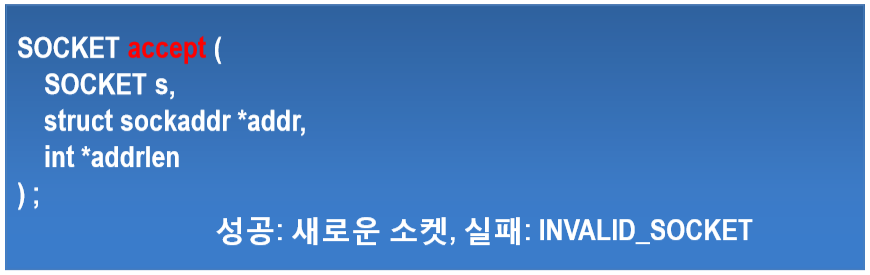 SOCKET accept (
SOCKET s,
struct sockaddr *addr,
int *addrlen
) ;
성공: 새로운 소켓, 실패: INVALID_SOCKET